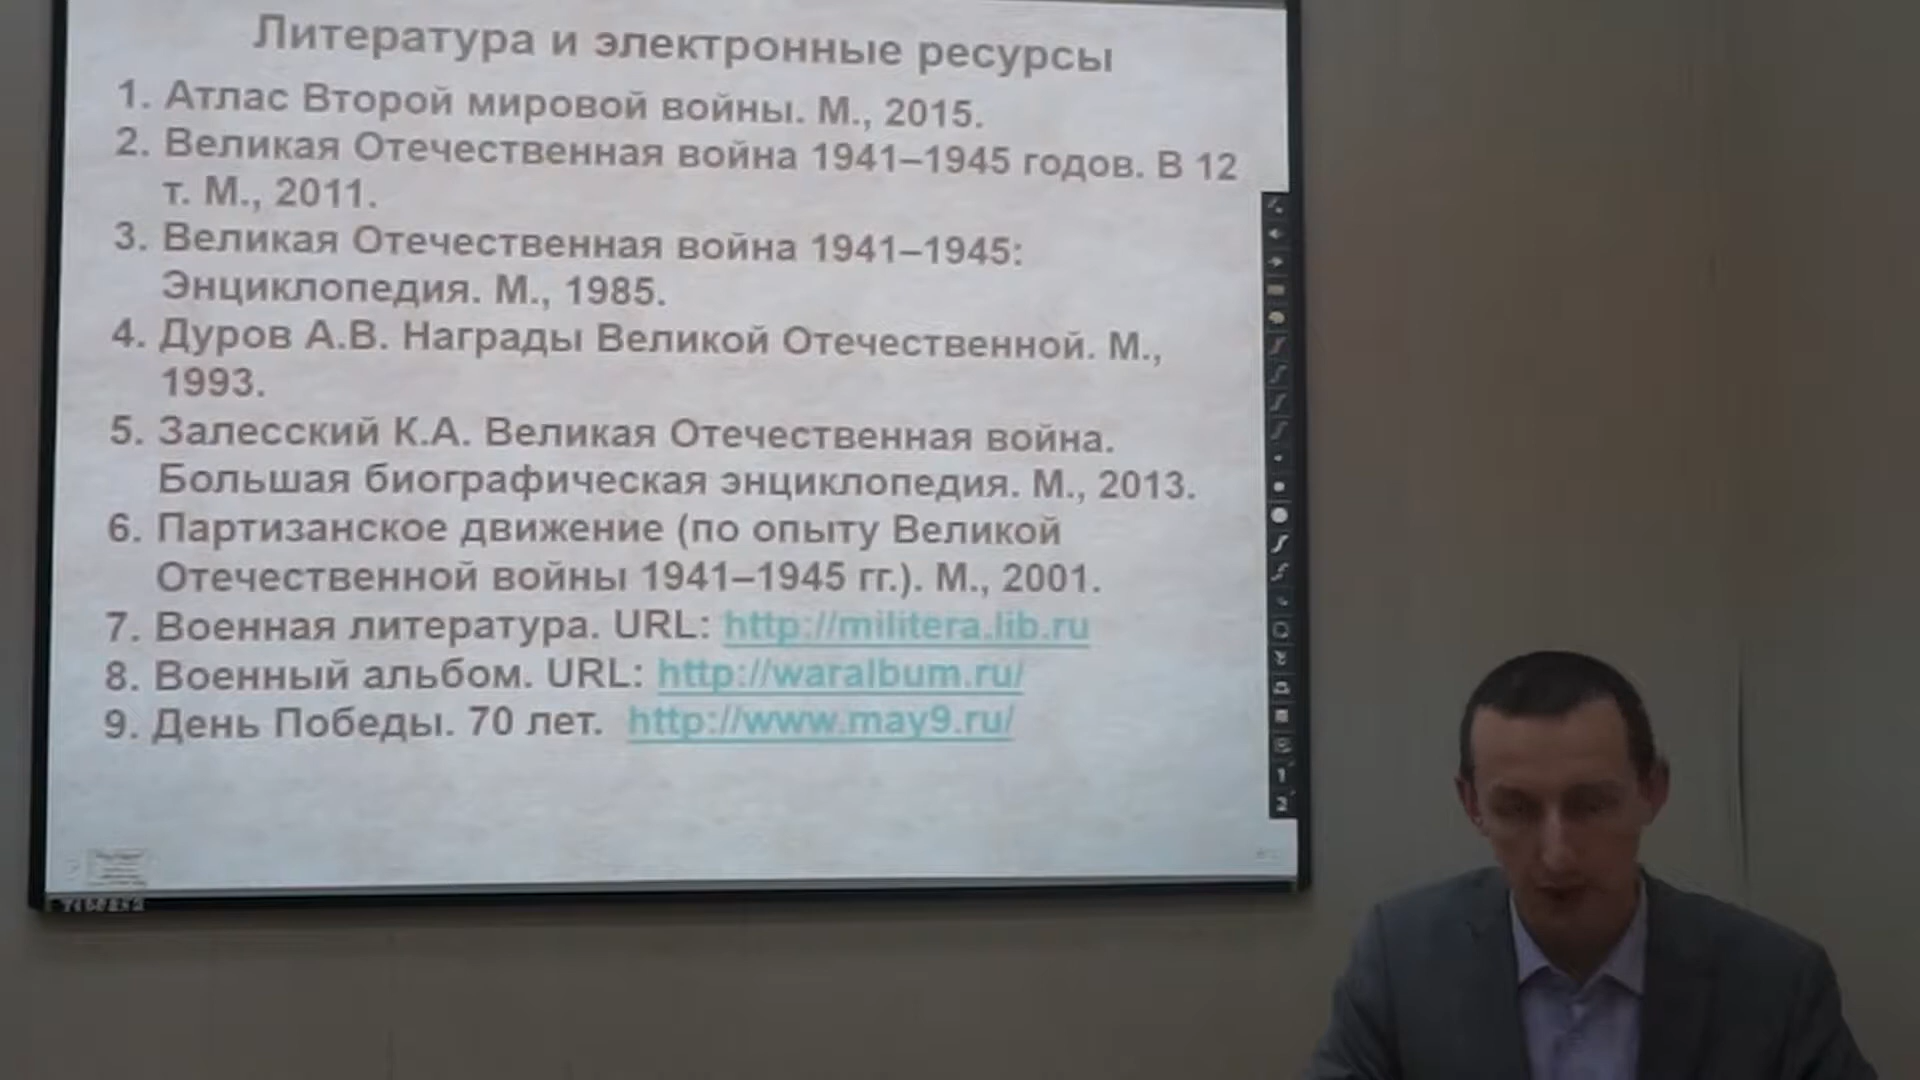 Литература и электронные ресурсы
1. Атлас Второй мировой войны. М., 2015.
2. Великая Отечественная война 1941–1945 годов. В 12
т. М., 2011.
3. Великая Отечественная война 1941–1945:
Энциклопедия. М., 1985.
4. Дуров А.В. Награды Великой Отечественной. М.,
1993.
5. Залесский К.А. Великая Отечественная война.
Большая биографическая энциклопедия. М., 2013.
6. Партизанское движение (по опыту Великой
Отечественной войны 1941–1945 гг.). М., 2001.
7. Военная литература. URL: http://militera.lib.ru
8. Военный альбом. URL: http://waralbum.ru/
9. День Победы. 70 лет. http://www.may9.ru/
1
2